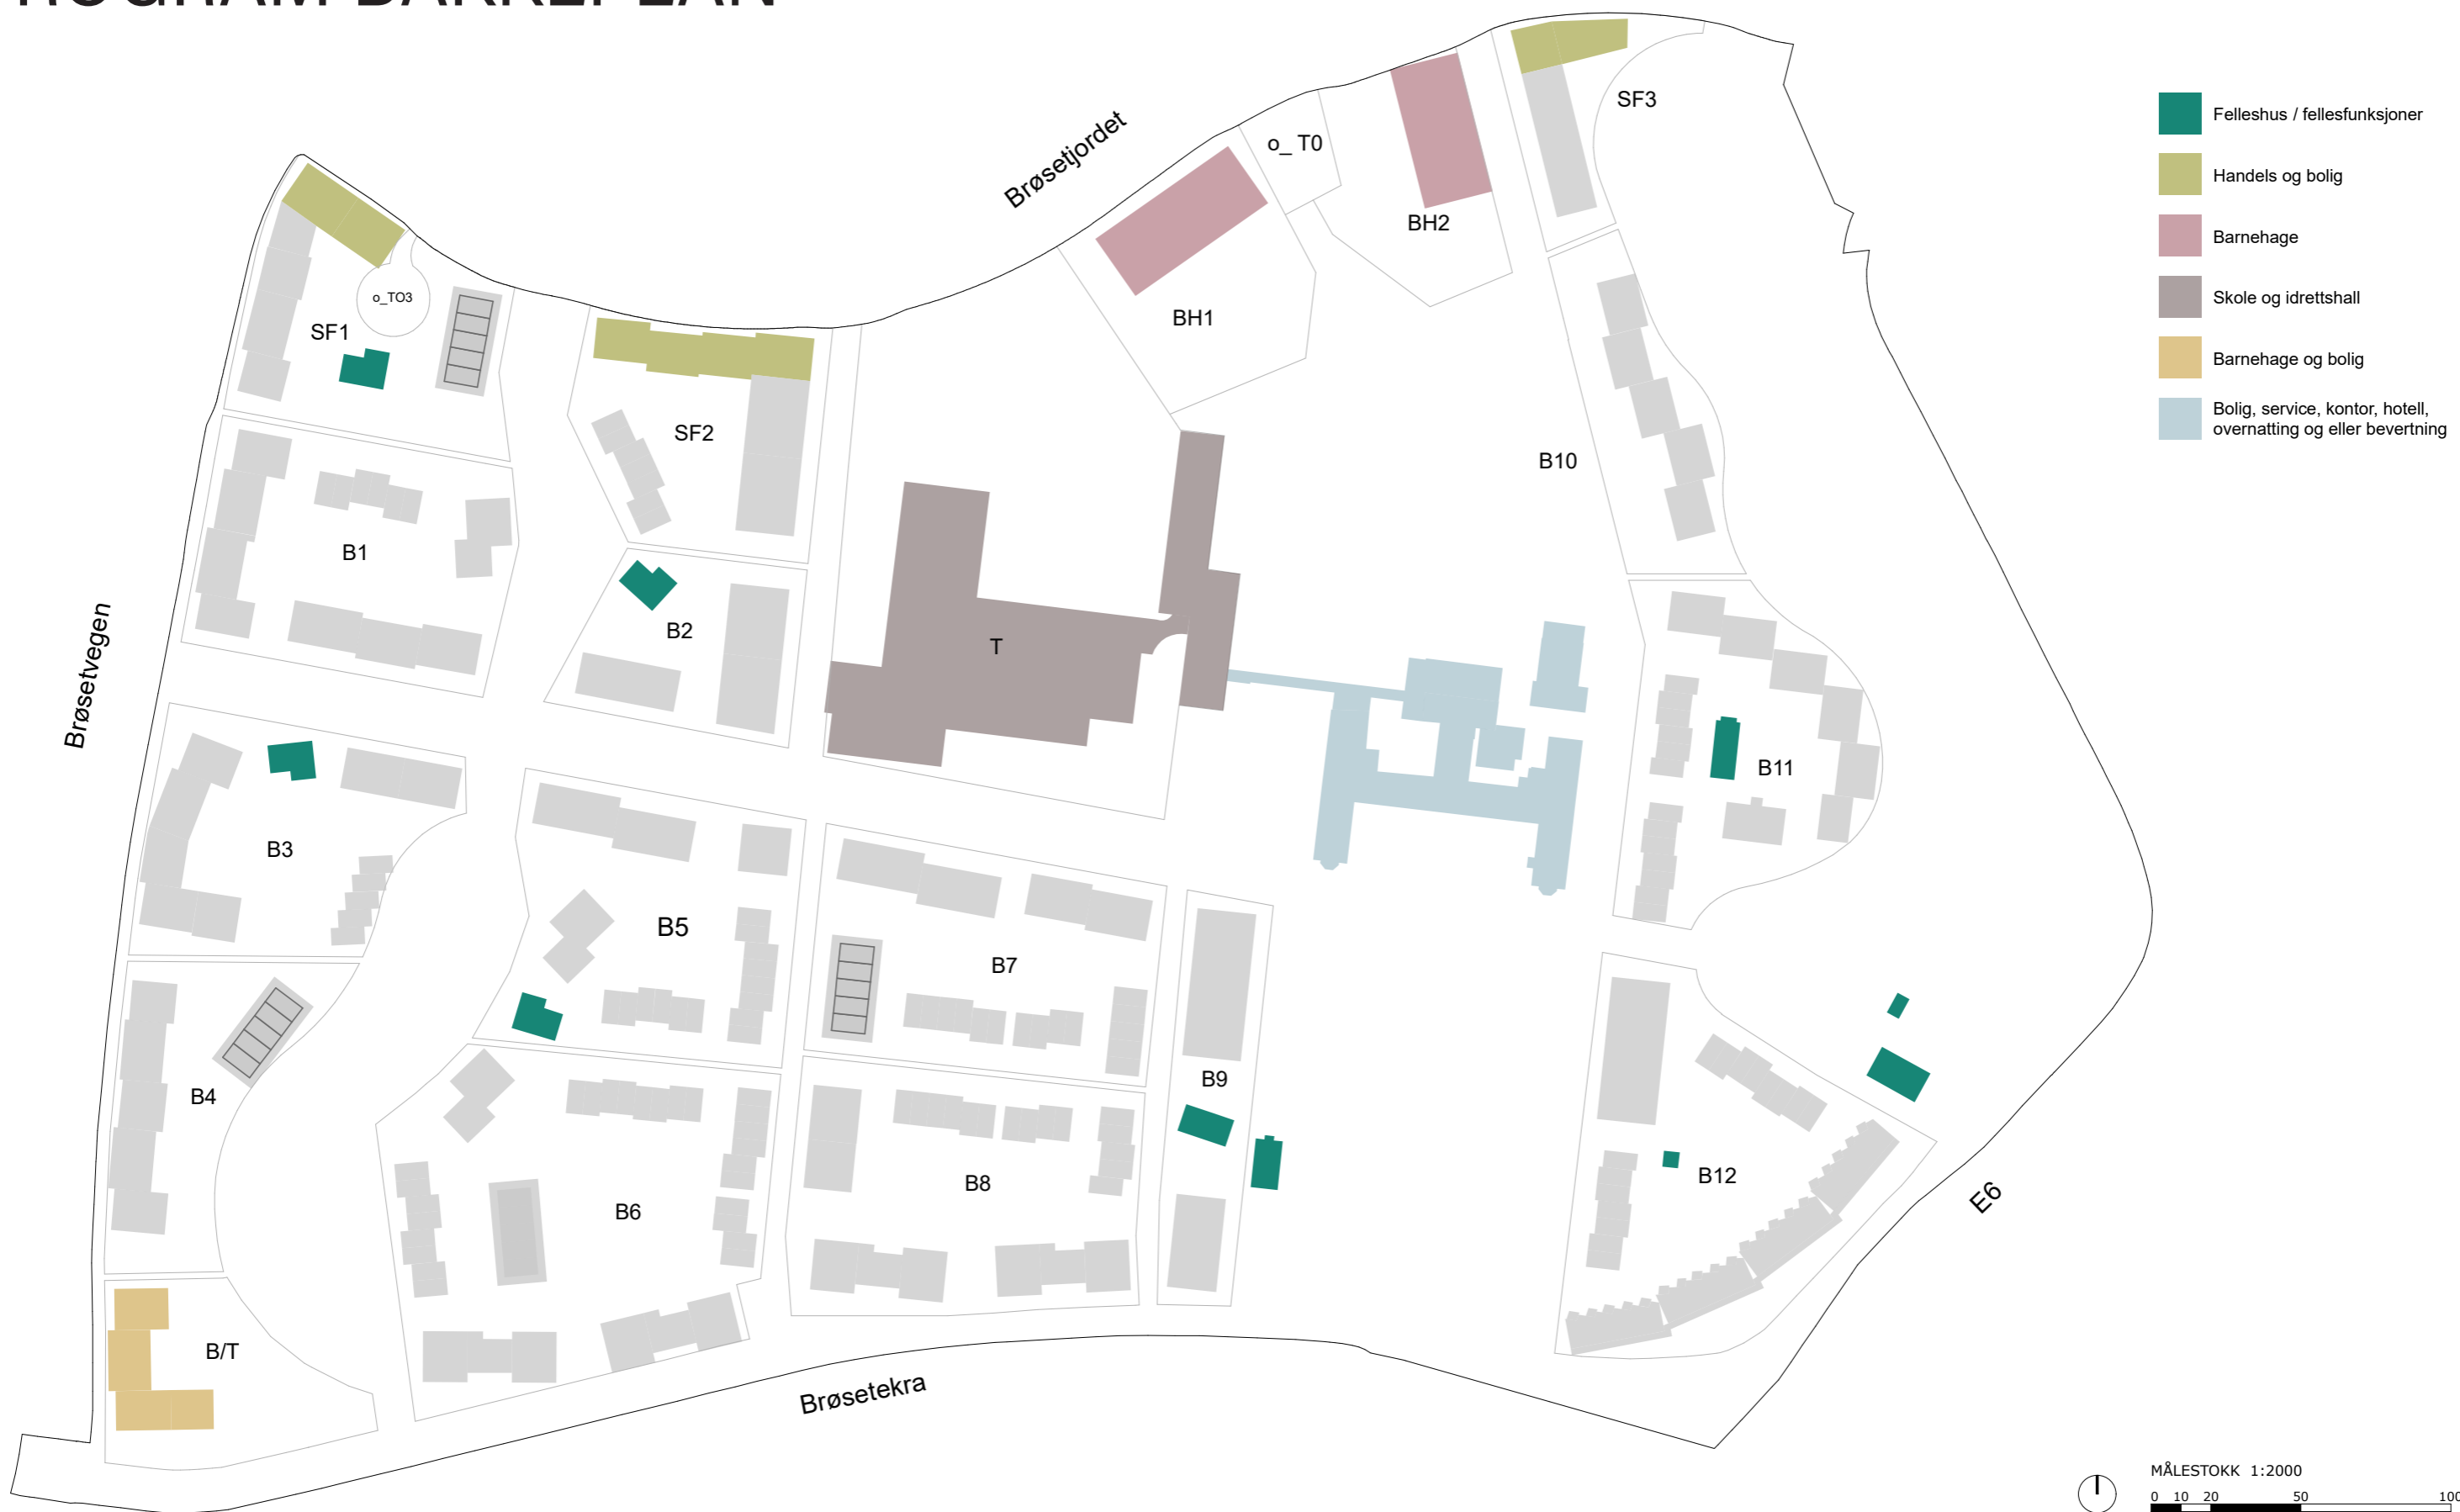 SF3
Felleshus / fellesfunksjoner
Brøsetjordet
o_ T0
Handels og bolig
BH2
Barnehage
o_TO3
Skole og idrettshall
BH1
SF1
Barnehage og bolig
SF2
Bolig, service, kontor, hotell,
overnatting og eller bevertning
B10
B1
B2
T
Brøsetvegen
B11
B3
B5
B7
B9
B4
B12
B8
E6
B6
B/T
Brøsetekra
MÅLESTOKK 1:2000
0 10 20 50 100